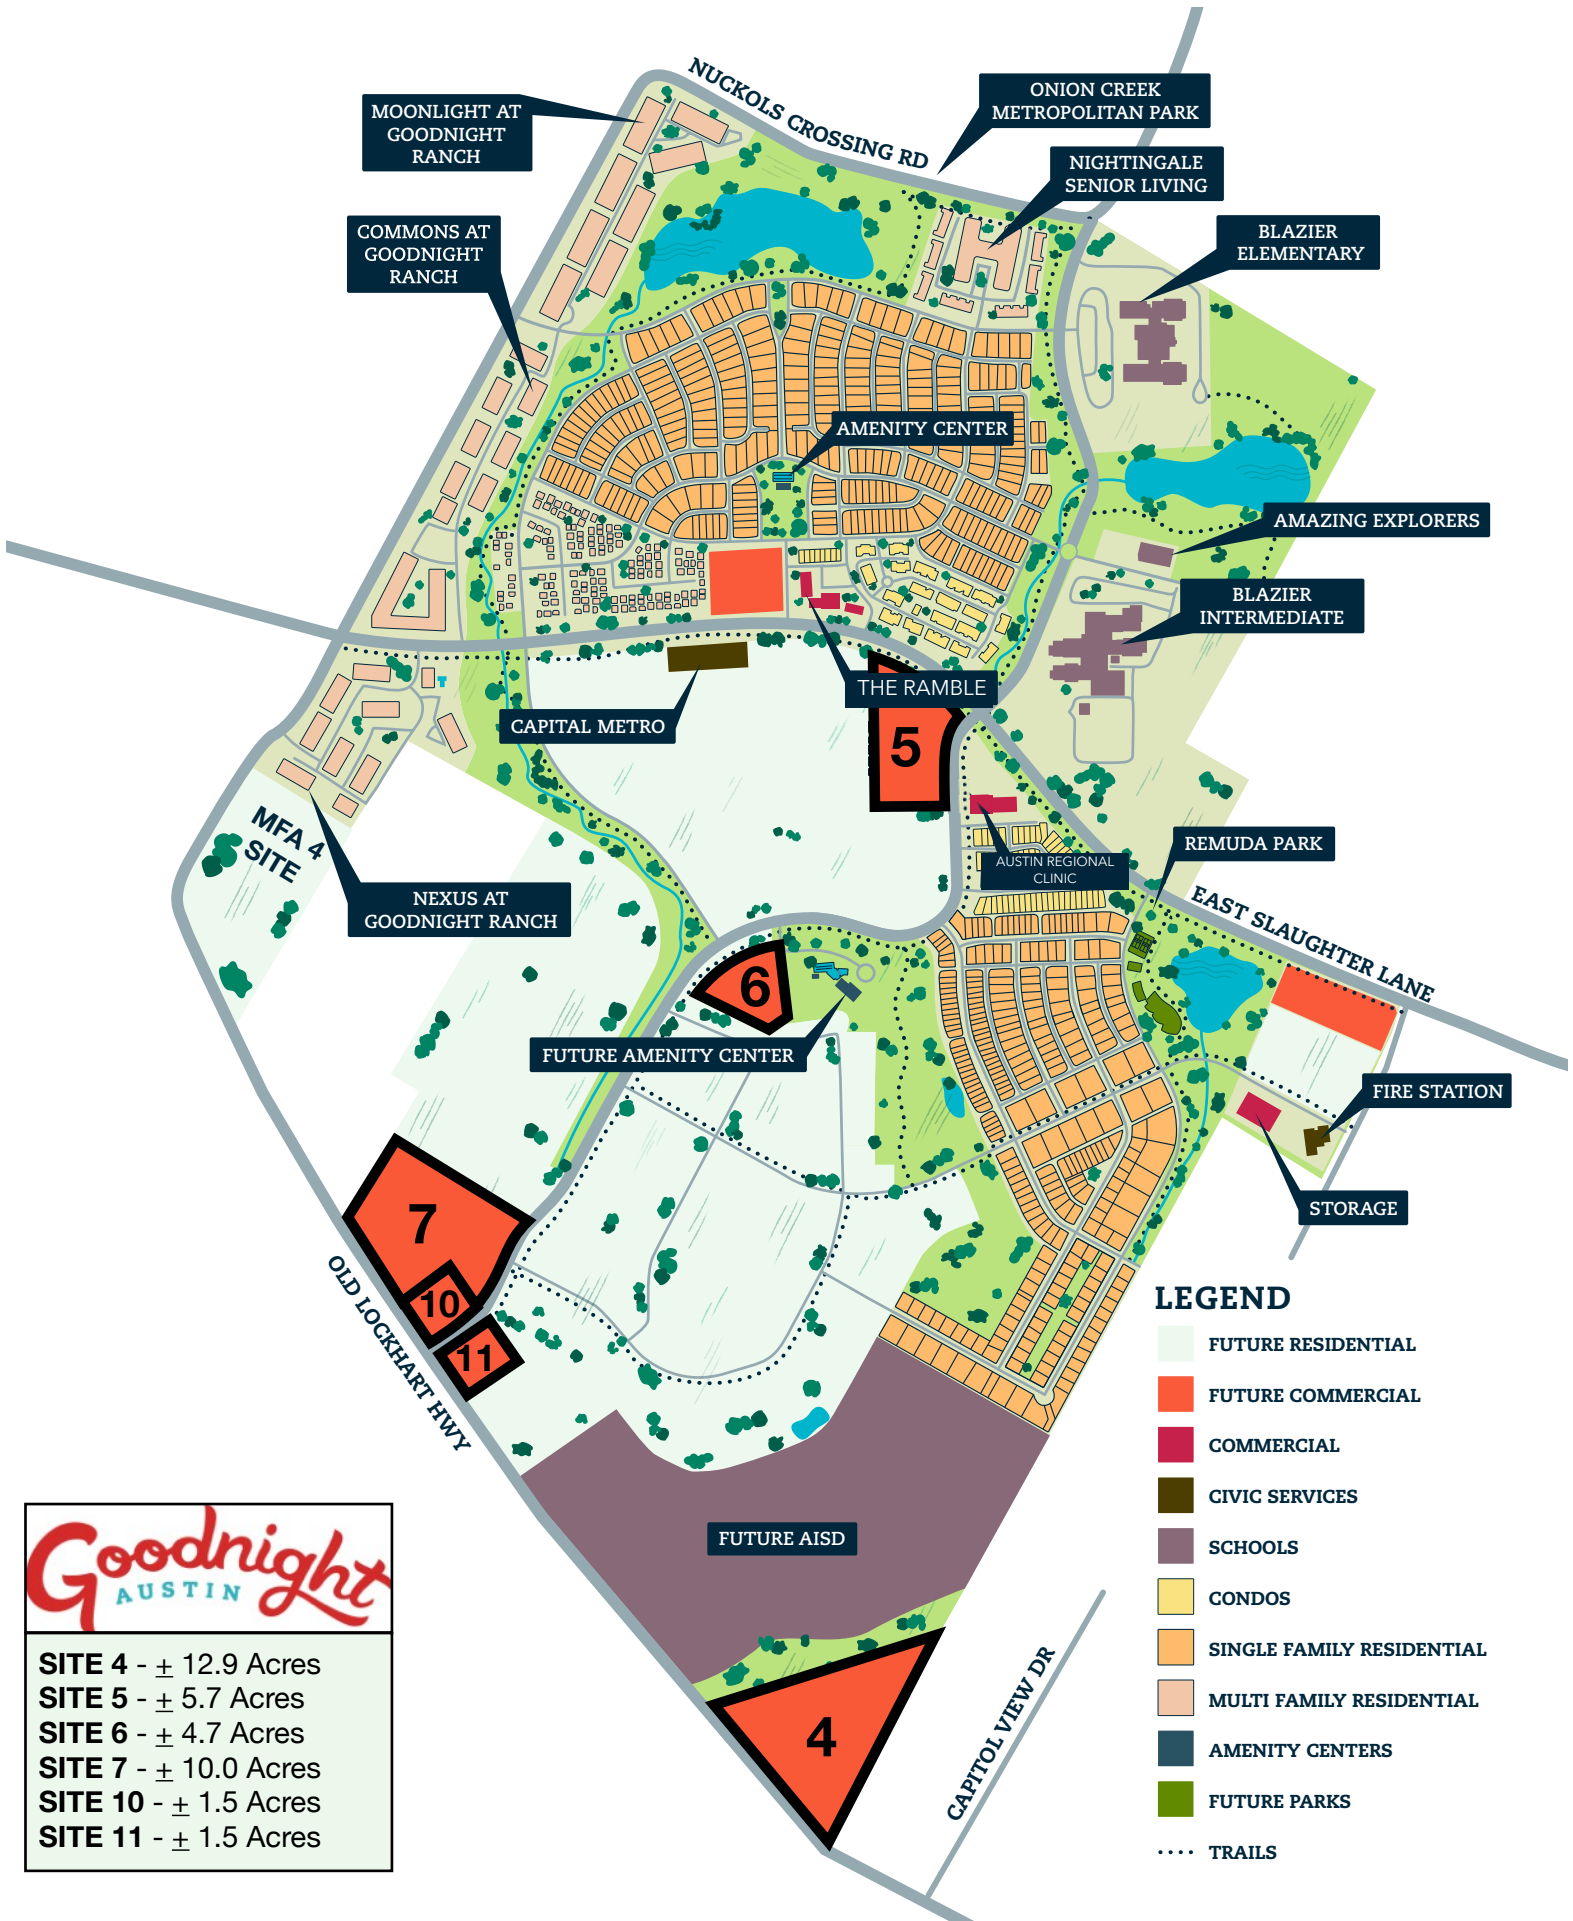 NUCKOLS CROSSING RD
ONION CREEK
METROPOLITAN PARK
MOONLIGHT AT
GOODNIGHT
RANCH
NIGHTINGALE
SENIOR LIVING
COMMONS AT
GOODNIGHT
RANCH
BLAZIER
ELEMENTARY
AMENITY CENTER
AMAZING EXPLORERS
BLAZIER
INTERMEDIATE
THE RAMBLE
CAPITAL METRO
5
MFA 4
SITE
REMUDA PARK
AUSTIN REGIONAL
CLINIC
NEXUS AT
GOODNIGHT RANCH
EAST SLAUGHTER LANE
6
FUTURE AMENITY CENTER
FIRE STATION
STORAGE
7
10
11
OLD LOCKHART HWY
FUTURE AISD
4
CAPITOL VIEW DR
LEGEND
FUTURE RESIDENTIAL
FUTURE COMMERCIAL
COMMERCIAL
CIVIC SERVICES
SCHOOLS
CONDOS
SINGLE FAMILY RESIDENTIAL
MULTI FAMILY RESIDENTIAL
AMENITY CENTERS
FUTURE PARKS
TRAILS
Goodnight
AUSTIN
SITE 4 - ± 12.9 Acres
SITE 5 - ± 5.7 Acres
SITE 6 - ± 4.7 Acres
SITE 7 - ± 10.0 Acres
SITE 10 - ± 1.5 Acres
SITE 11 - ± 1.5 Acres